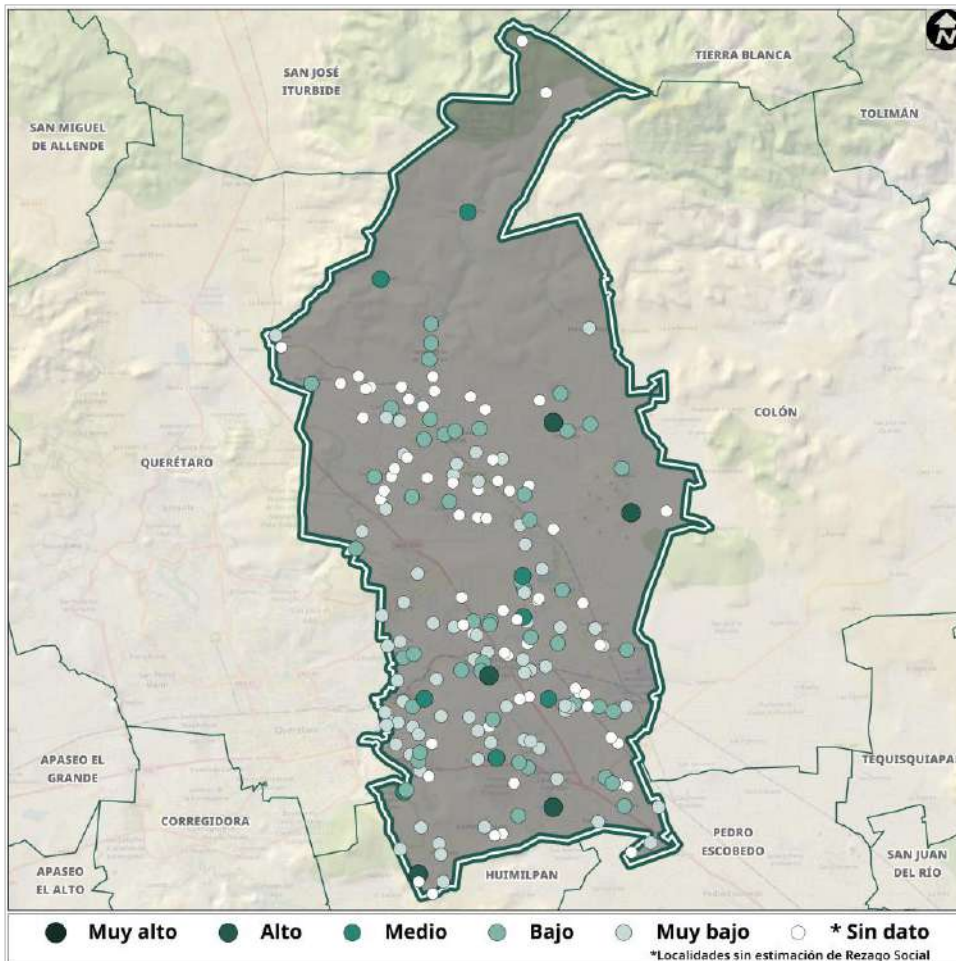 N
TIERRA BLANCA
SAN JOSÉ
ITURBIDE
TOLIMÁN
SAN MIGUEL
DE ALLENDE
COLÓN
QUERÉTARO
APASEO EL
GRANDE
TEQUISQUIAPA
CORREGIDORA
PEDRO
ESCOBEDO
APASEO
EL ALTO
HUIMILPAN
SAN JUAN
DEL RÍO
Muy alto Alto Medio Bajo Muy bajo * Sin dato
*Localidades sin estimación de Rezago Social